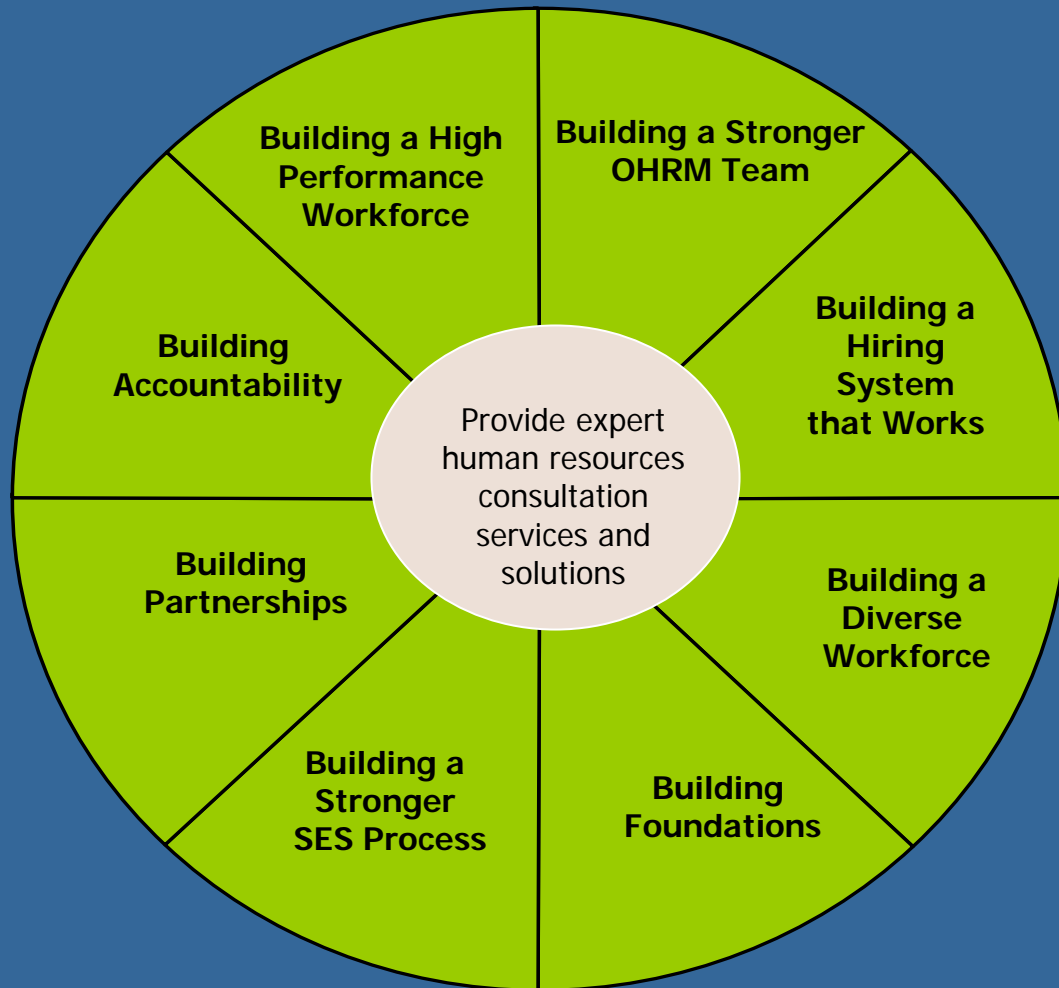 Building a High
Performance
Workforce
Building a Stronger
OHRM Team
Building a
Hiring
System
that Works
Building
Accountability
Provide expert
human resources
consultation
services and
solutions
Building
Partnerships
Building a
Diverse
Workforce
Building a
Stronger
SES Process
Building
Foundations